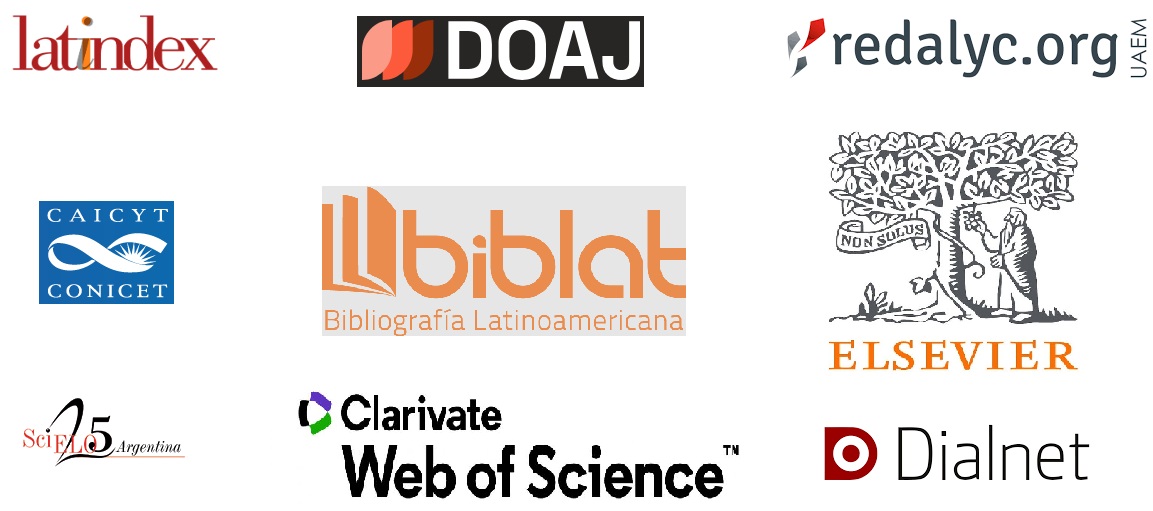 latindex
DOAJ
redalyc.org
UAEM
CAICYT
CONICET
biblat
Bibliografía Latinoamericana
NON SOLUS
ELSEVIER
SciELO 25 Argentina
Clarivate
Web of Science™
Dialnet